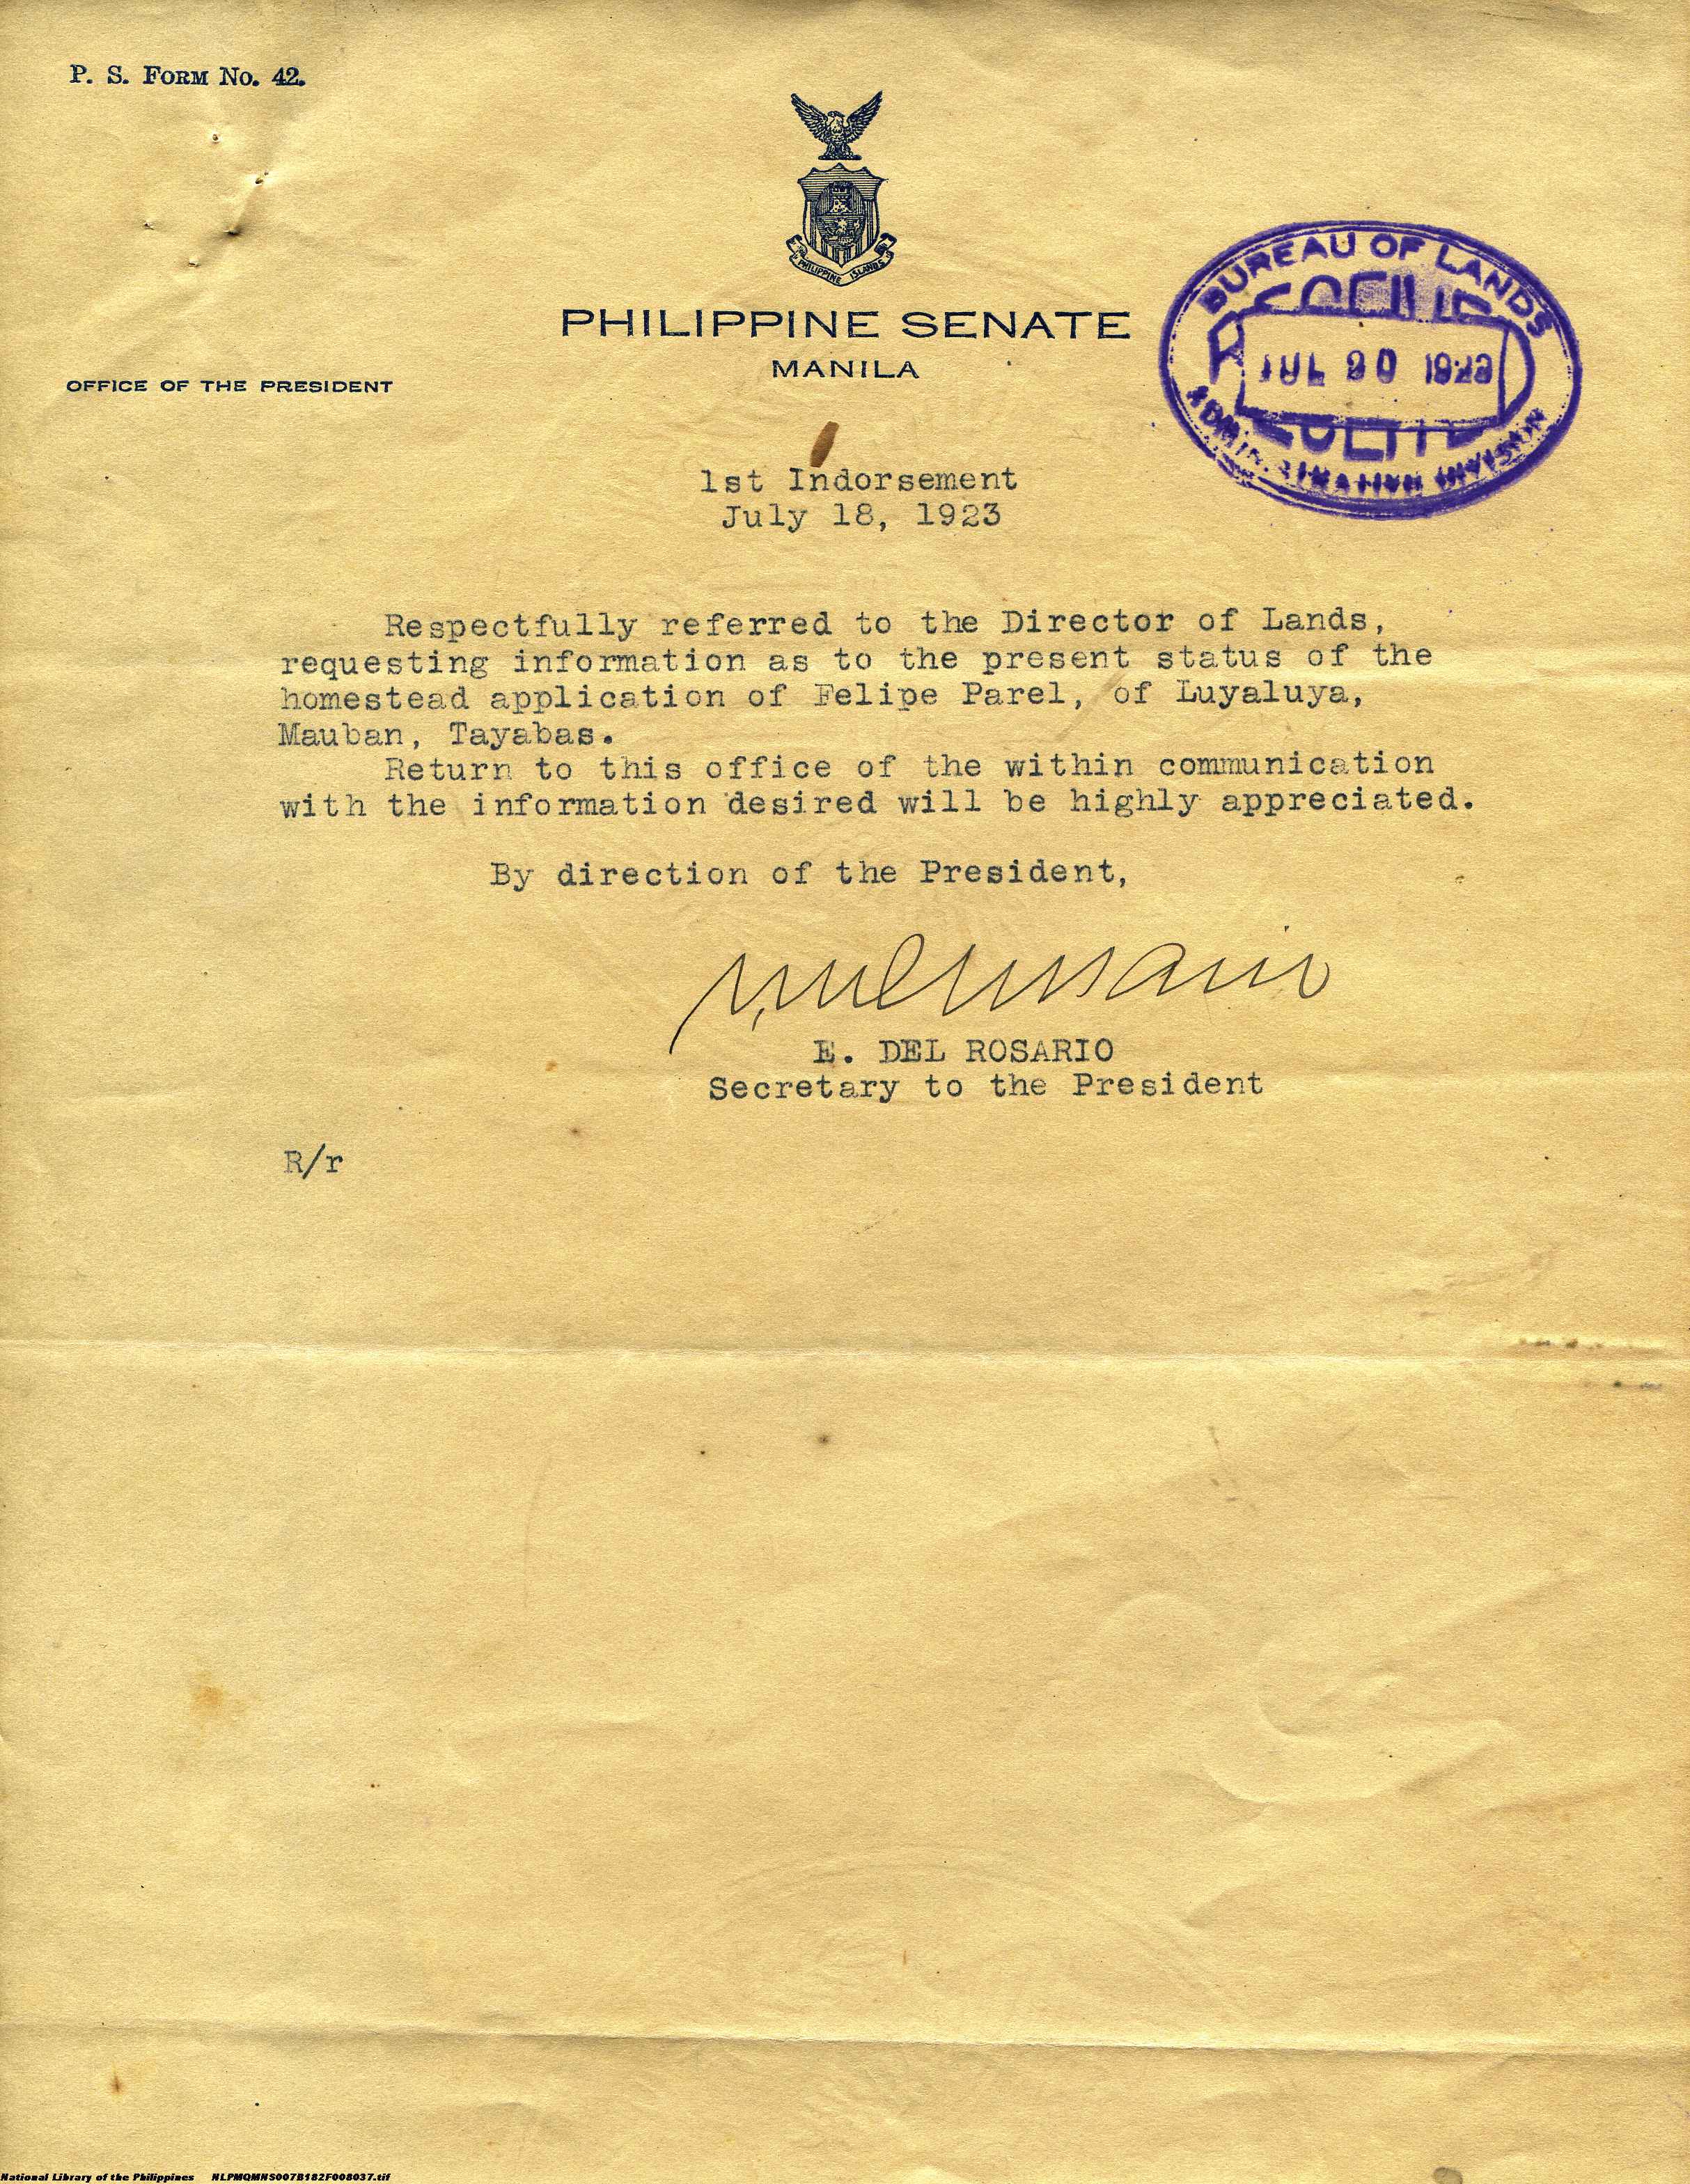 P. S. FORM NO. 42.
PHILIPPINE ISLANDS
PHILIPPINE SENATE
MANILA
OFFICE OF THE PRESIDENT
BUREAU OF LANDS
1st Indorsement
July 18, 1923
Respectfully referred to the Director of Lands,
requesting information as to the present status of the
homestead application of Felipe Parel, of Luyaluya,
Mauban, Tayabas.
Return to this office of the within communication
with the information desired will be highly appreciated.
By direction of the President,
E. DEL ROSARIO
Secretary to the President
R/r
National Library of the Philippines NLPMQMNS007B182F008037.tif